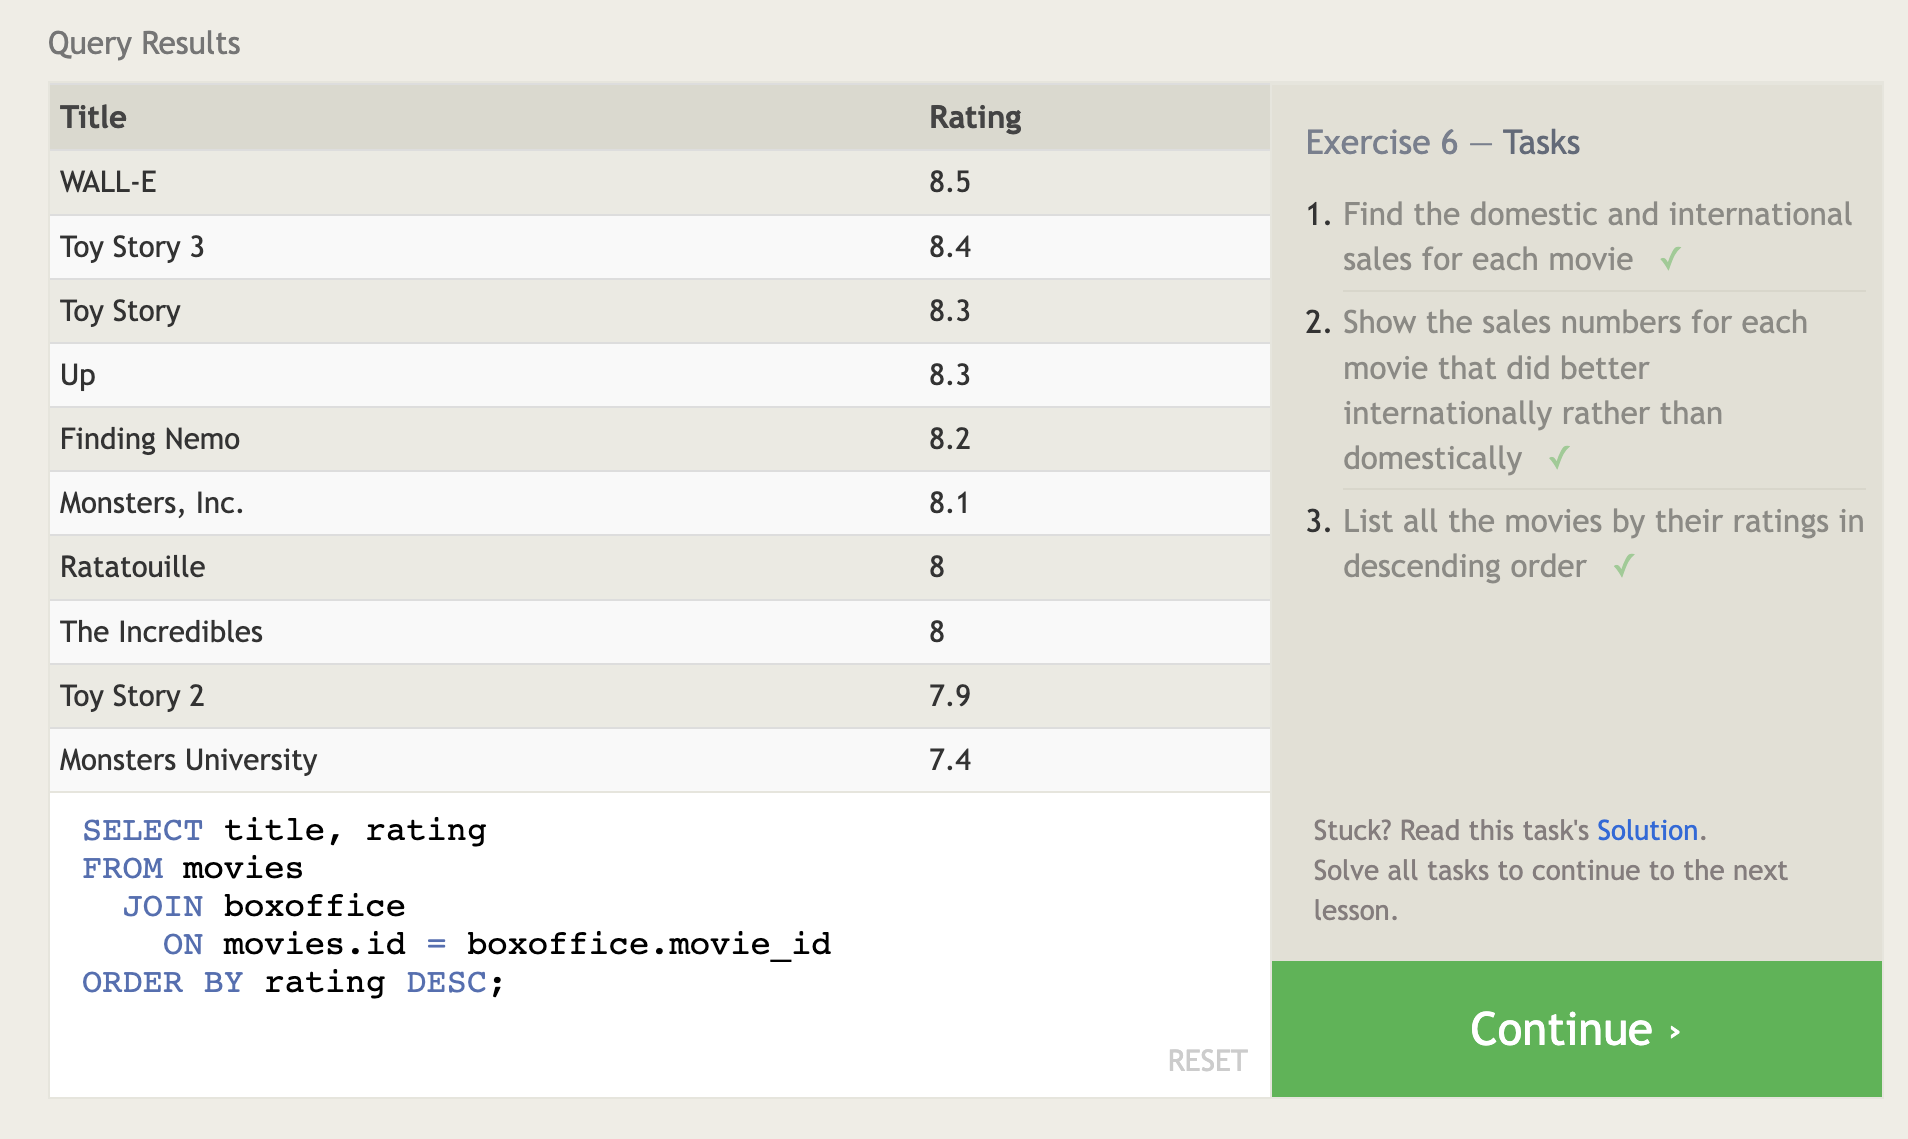 Query Results
Title Rating
WALL-E 8.5
Toy Story 3 8.4
Toy Story 8.3
Up 8.3
Finding Nemo 8.2
Monsters, Inc. 8.1
Ratatouille 8
The Incredibles 8
Toy Story 2 7.9
Monsters University 7.4
SELECT title, rating
FROM movies
  JOIN boxoffice
    ON movies.id = boxoffice.movie_id
ORDER BY rating DESC;
RESET
Exercise 6 — Tasks
1. Find the domestic and international
sales for each movie ✓
2. Show the sales numbers for each
movie that did better
internationally rather than
domestically ✓
3. List all the movies by their ratings in
descending order ✓
Stuck? Read this task's Solution.
Solve all tasks to continue to the next
lesson.
Continue ›